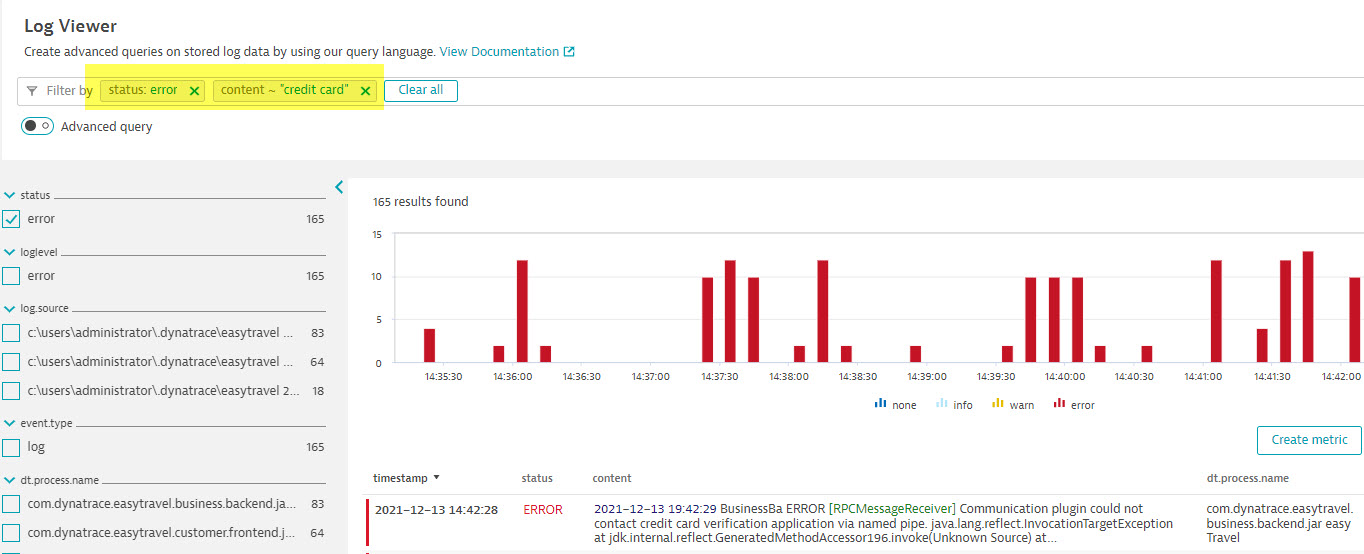 Log Viewer
Create advanced queries on stored log data by using our query language. View Documentation
Filter by status: error content ~ "credit card" Clear all
Advanced query
status
error 165
loglevel
error 165
log.source
c:\users\administrator\.dynatrace\easytravel ... 83
c:\users\administrator\.dynatrace\easytravel ... 64
c:\users\administrator\.dynatrace\easytravel 2... 18
event.type
log 165
dt.process.name
com.dynatrace.easytravel.business.backend.ja... 83
com.dynatrace.easytravel.customer.frontend.j... 64
165 results found
15
10
5
0
14:35:30 14:36:00 14:36:30 14:37:00 14:37:30 14:38:00 14:38:30 14:39:00 14:39:30 14:40:00 14:40:30 14:41:00 14:41:30 14:42:00
none info warn error
Create metric
timestamp status content dt.process.name
2021-12-13 14:42:28 ERROR 2021-12-13 19:42:29 BusinessBa ERROR [RPCMessageReceiver] Communication plugin could not com.dynatrace.easytravel.
contact credit card verification application via named pipe. java.lang.reflect.InvocationTargetException business.backend.jar easy
at jdk.internal.reflect.GeneratedMethodAccessor196.invoke(Unknown Source) at... Travel